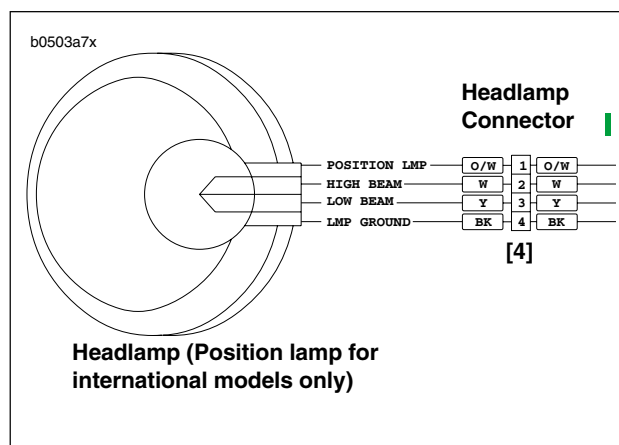 b0503a7x
Headlamp
Connector
POSITION LMP O/W 1 O/W
HIGH BEAM W 2 W
LOW BEAM Y 3 Y
LMP GROUND BK 4 BK
[4]
Headlamp (Position lamp for
international models only)